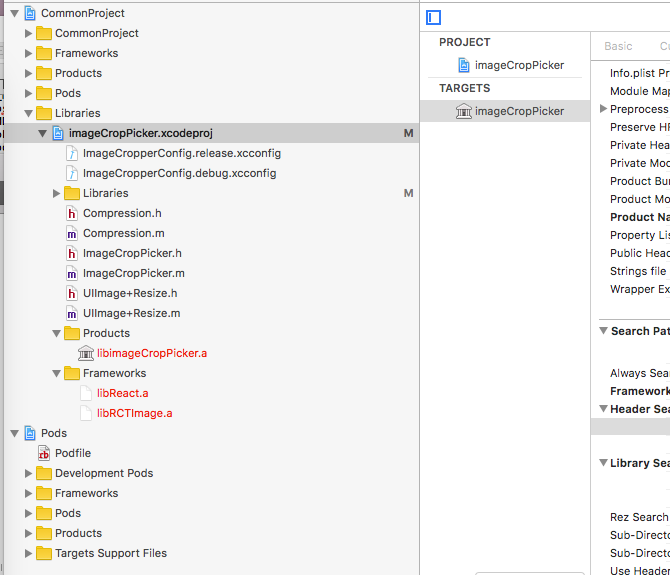 CommonProject
CommonProject
Frameworks
Products
Pods
Libraries
imageCropPicker.xcodeproj M
ImageCropperConfig.release.xcconfig
ImageCropperConfig.debug.xcconfig
Libraries M
Compression.h
Compression.m
ImageCropPicker.h
ImageCropPicker.m
UIImage+Resize.h
UIImage+Resize.m
Products
libimageCropPicker.a
Frameworks
libReact.a
libRCTImage.a
Pods
Podfile
Development Pods
Frameworks
Pods
Products
Targets Support Files
PROJECT
imageCropPicker
TARGETS
imageCropPicker
Basic
Info.plist Pr
Module Ma
Preprocess
Preserve HF
Private Hea
Private Mod
Product Bu
Product Mo
Product Na
Property Lis
Public Head
Strings file
Wrapper Ex
Search Pat
Always Sea
Framework
Header Sea
Library Sea
Rez Search
Sub-Direct
Sub-Direct
Use Header